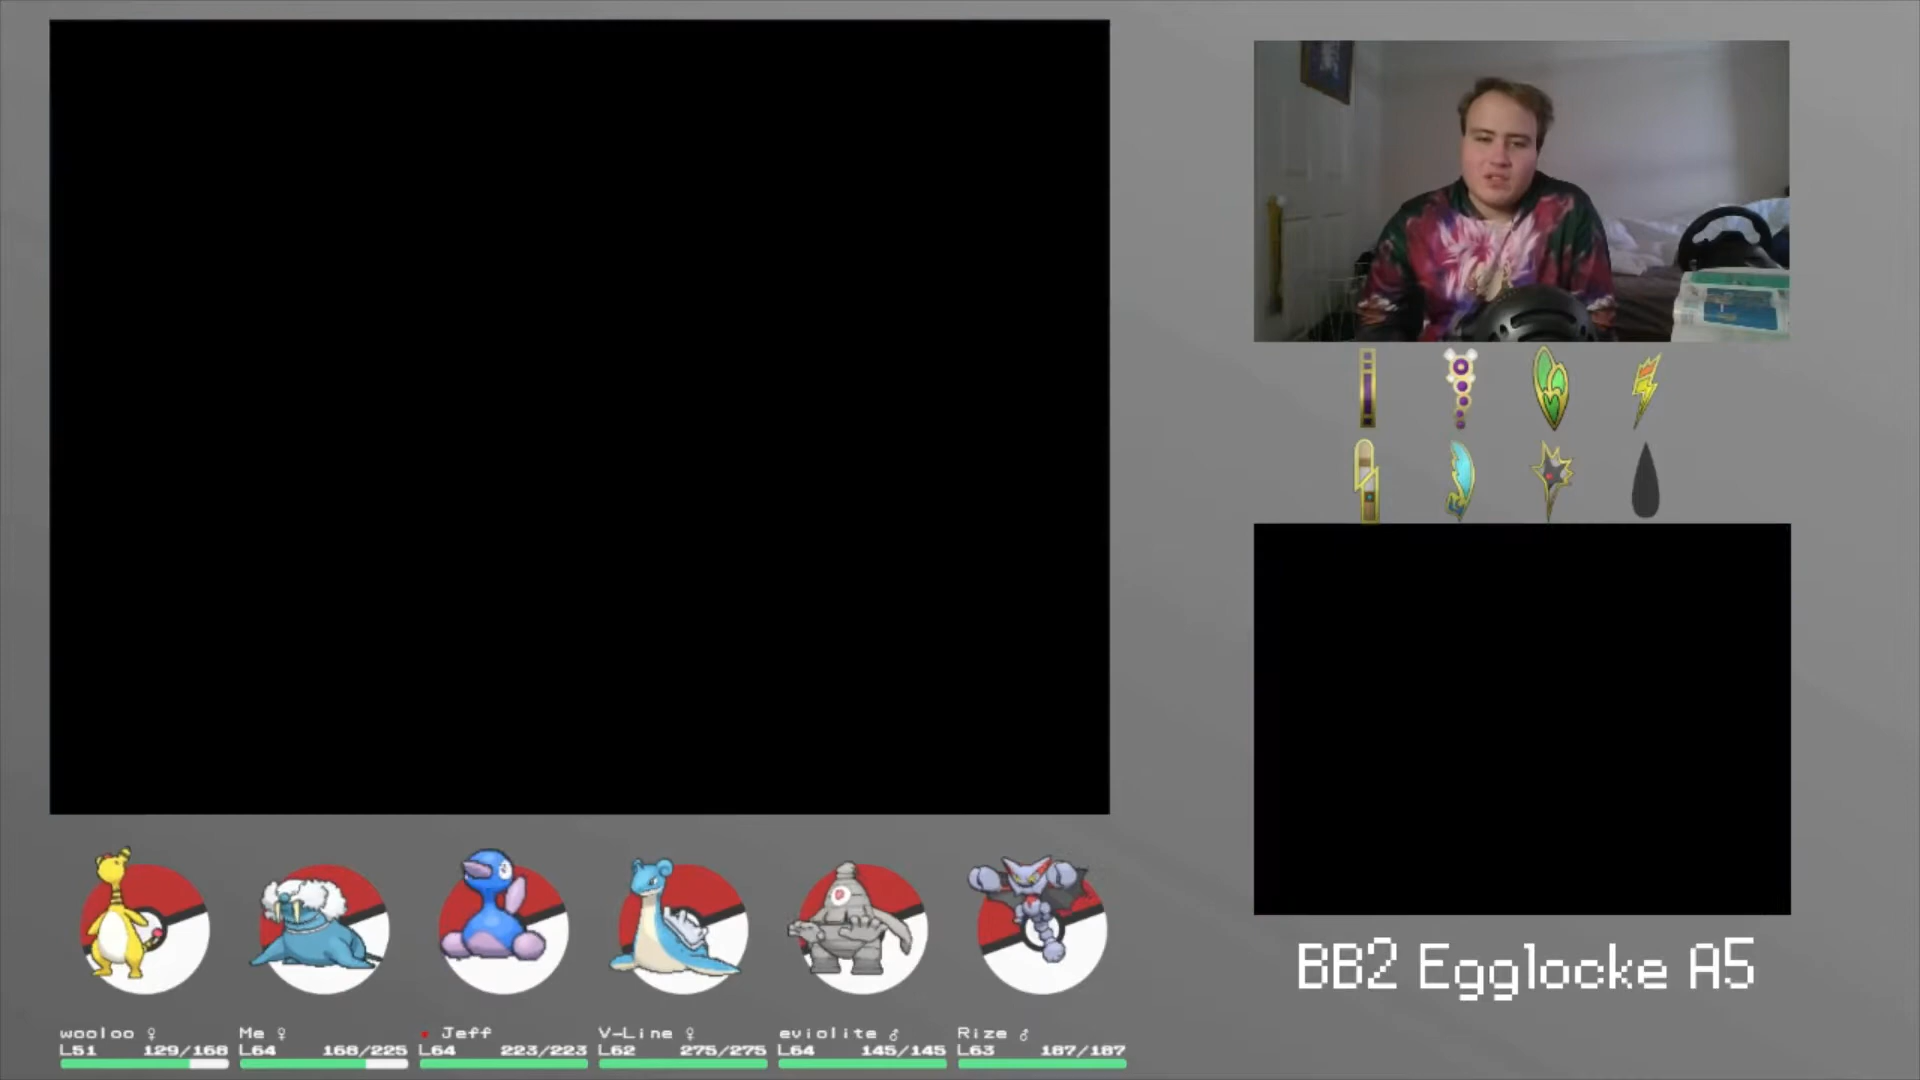 BB2 Egglocke A5
wooloo ♀
L51 129/168
Me ♀
L64 168/225
Jeff
L64 223/223
V-Line ♀
L62 275/275
eviolite ♂
L64 145/145
Rize ♂
L63 187/187